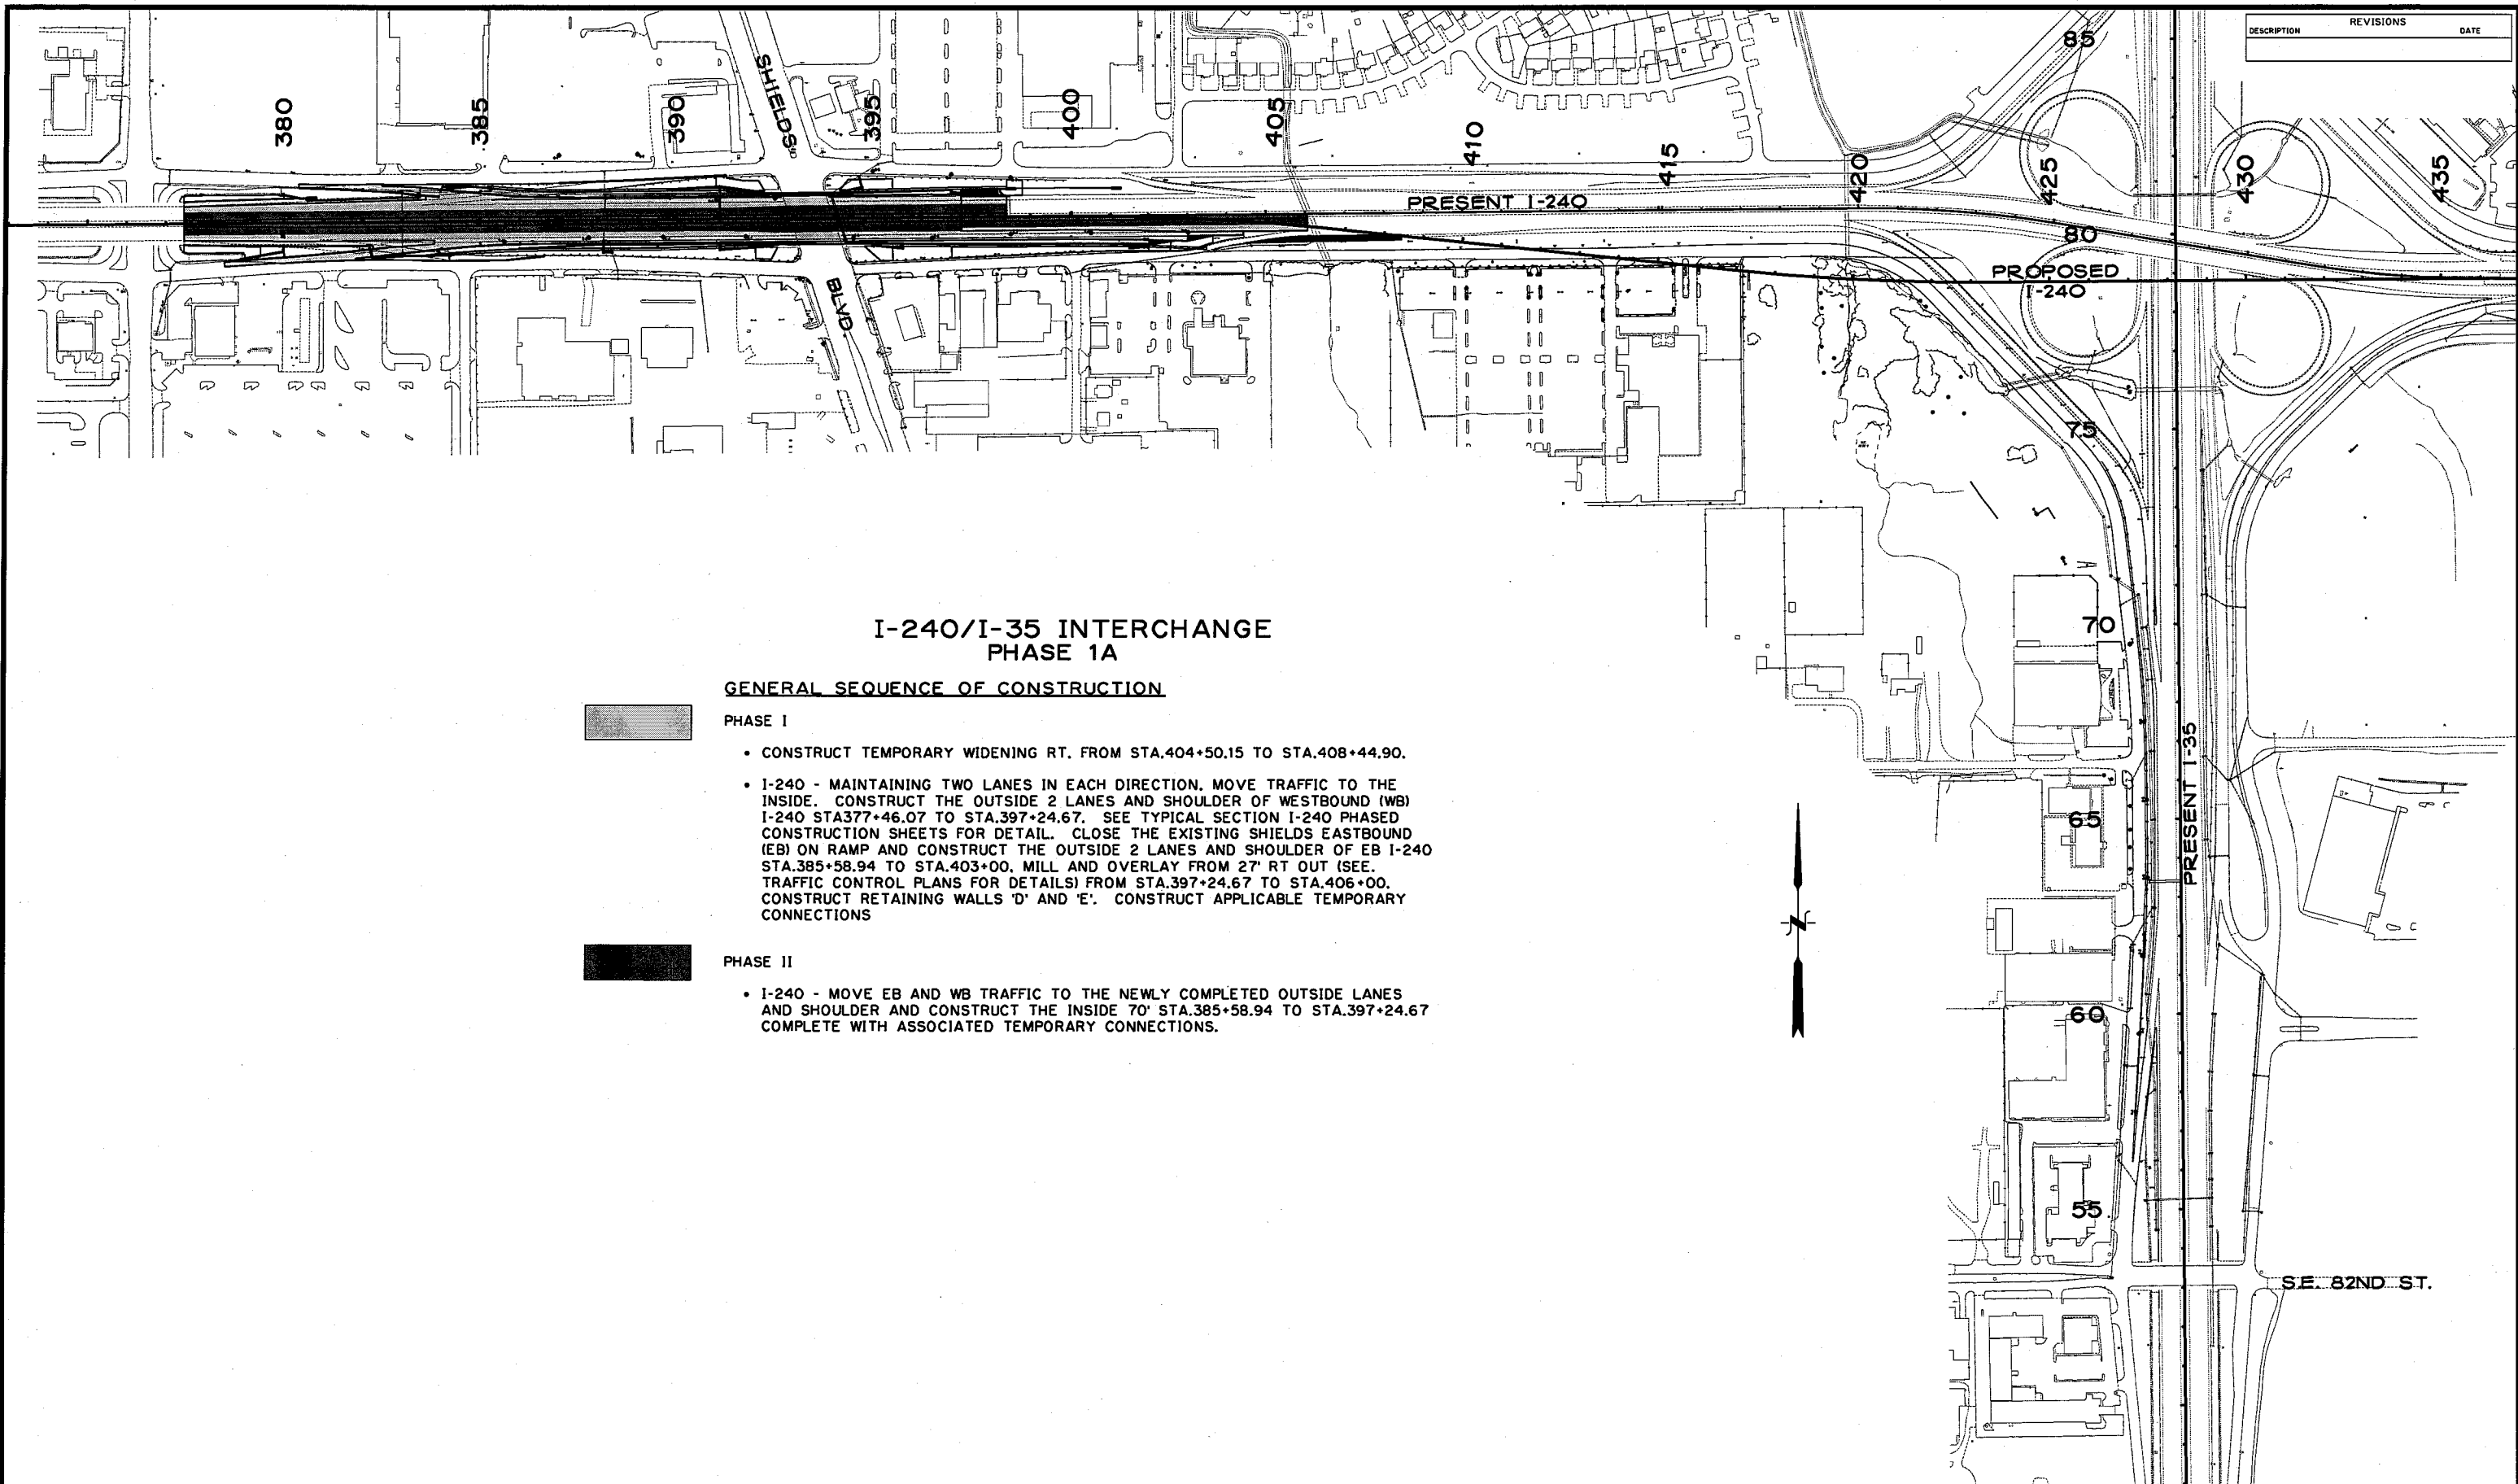 REVISIONS
DESCRIPTION DATE
85
380
385
390
SHIELDS
395
400
405
410
415
420
425
430
435
PRESENT I-240
80
PROPOSED
I-240
BLVD.
75
70
I-240/I-35 INTERCHANGE
PHASE 1A
GENERAL SEQUENCE OF CONSTRUCTION
PHASE I
• CONSTRUCT TEMPORARY WIDENING RT. FROM STA.404+50.15 TO STA.408+44.90.
• I-240 - MAINTAINING TWO LANES IN EACH DIRECTION. MOVE TRAFFIC TO THE
INSIDE. CONSTRUCT THE OUTSIDE 2 LANES AND SHOULDER OF WESTBOUND (WB)
I-240 STA377+46.07 TO STA.397+24.67. SEE TYPICAL SECTION I-240 PHASED
CONSTRUCTION SHEETS FOR DETAIL. CLOSE THE EXISTING SHIELDS EASTBOUND
(EB) ON RAMP AND CONSTRUCT THE OUTSIDE 2 LANES AND SHOULDER OF EB I-240
STA.385+58.94 TO STA.403+00. MILL AND OVERLAY FROM 27' RT OUT (SEE.
TRAFFIC CONTROL PLANS FOR DETAILS) FROM STA.397+24.67 TO STA.406+00.
CONSTRUCT RETAINING WALLS 'D' AND 'E'. CONSTRUCT APPLICABLE TEMPORARY
CONNECTIONS
PHASE II
• I-240 - MOVE EB AND WB TRAFFIC TO THE NEWLY COMPLETED OUTSIDE LANES
AND SHOULDER AND CONSTRUCT THE INSIDE 70' STA.385+58.94 TO STA.397+24.67
COMPLETE WITH ASSOCIATED TEMPORARY CONNECTIONS.
N
PRESENT I-35
65
60
55
S.E. 82ND ST.